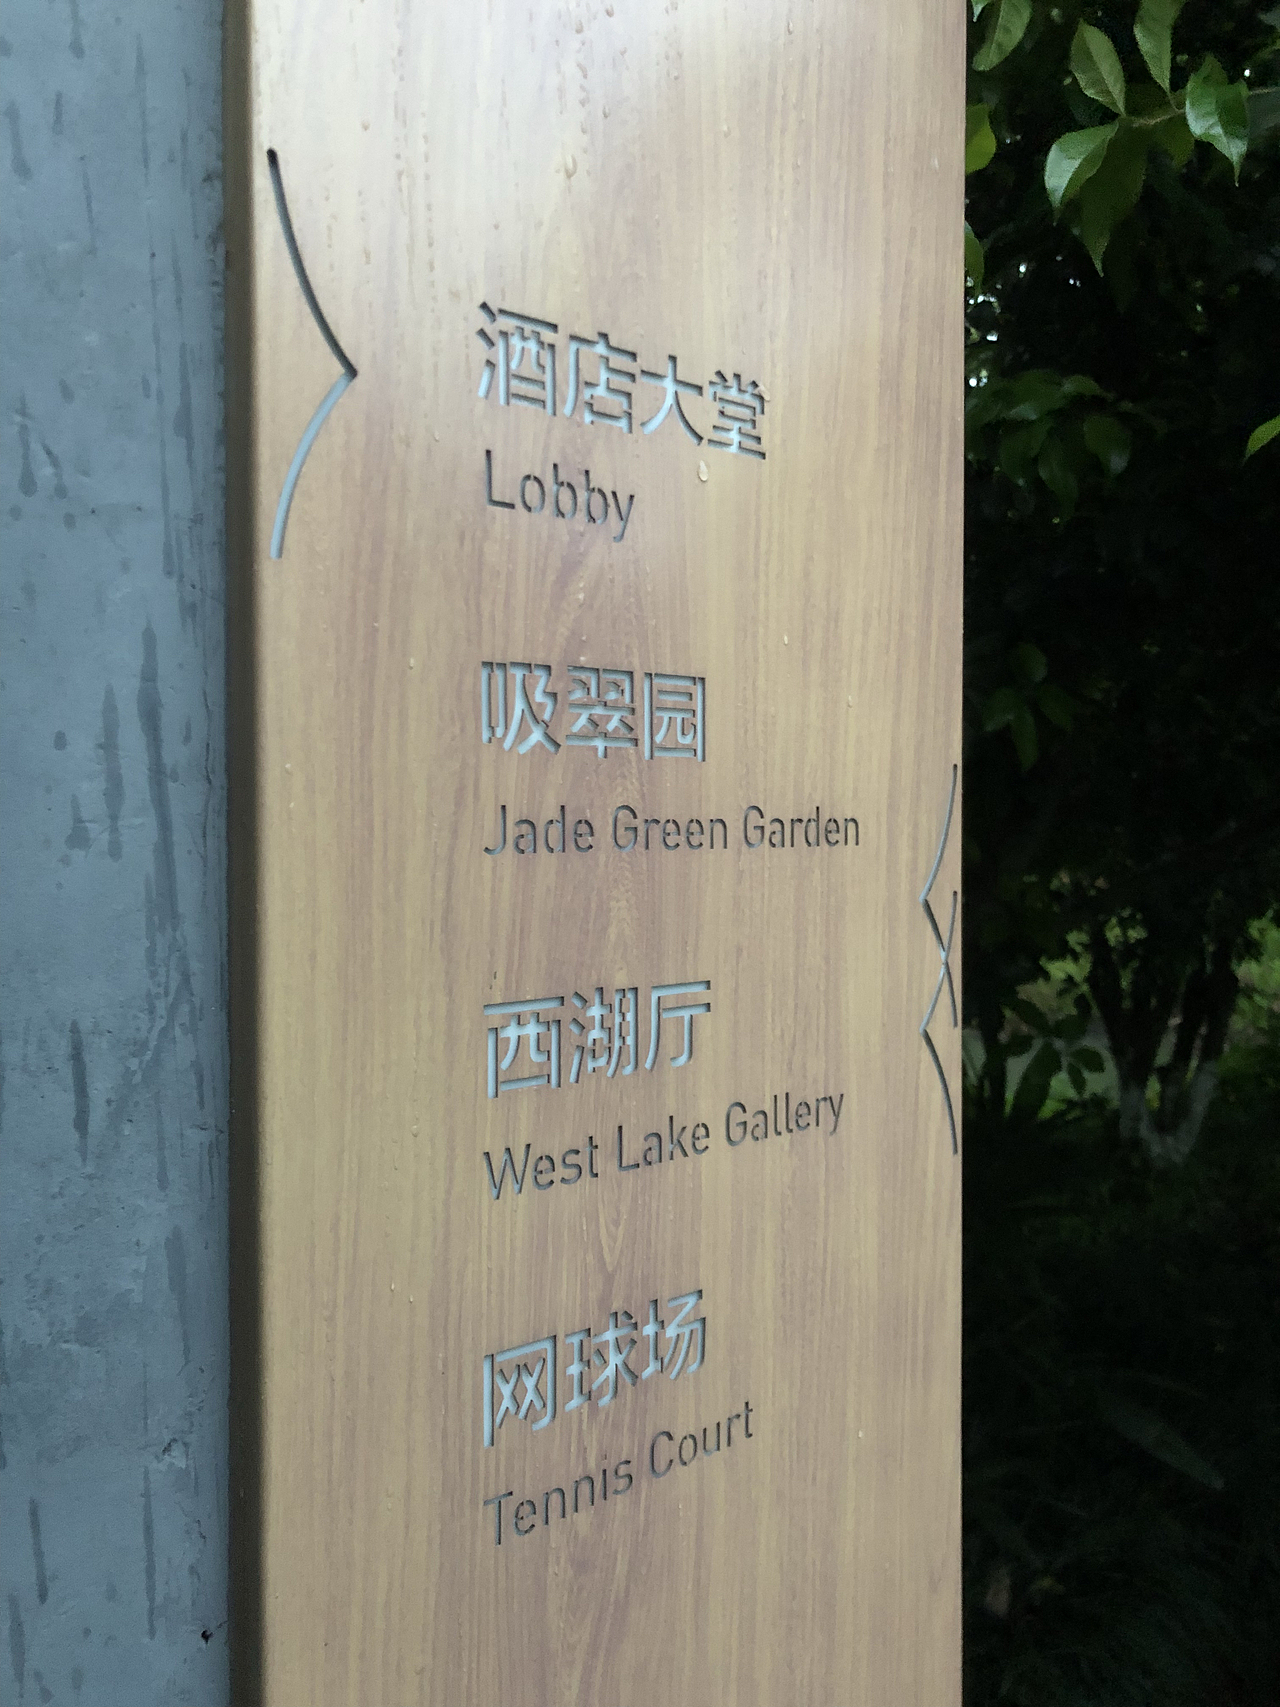 酒店大堂
Lobby
吸翠园
Jade Green Garden
西湖厅
West Lake Gallery
网球场
Tennis Court